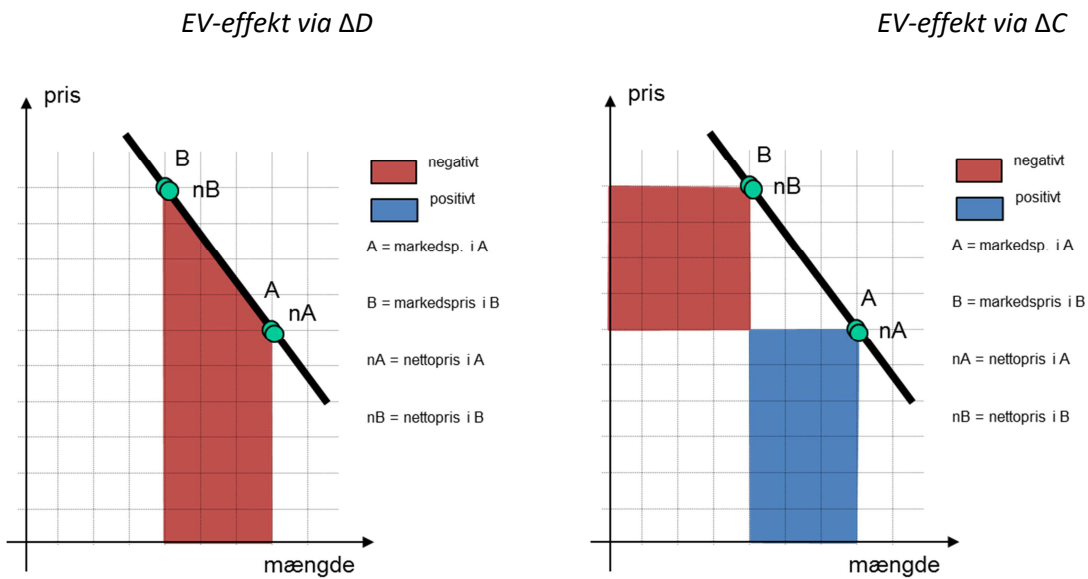 EV-effekt via ΔD
pris
B
nB
A
nA
mængde
negativt
positivt
A = markedsp. i A
B = markedspris i B
nA = nettopris i A
nB = nettopris i B
EV-effekt via ΔC
pris
B
nB
A
nA
mængde
negativt
positivt
A = markedsp. i A
B = markedspris i B
nA = nettopris i A
nB = nettopris i B